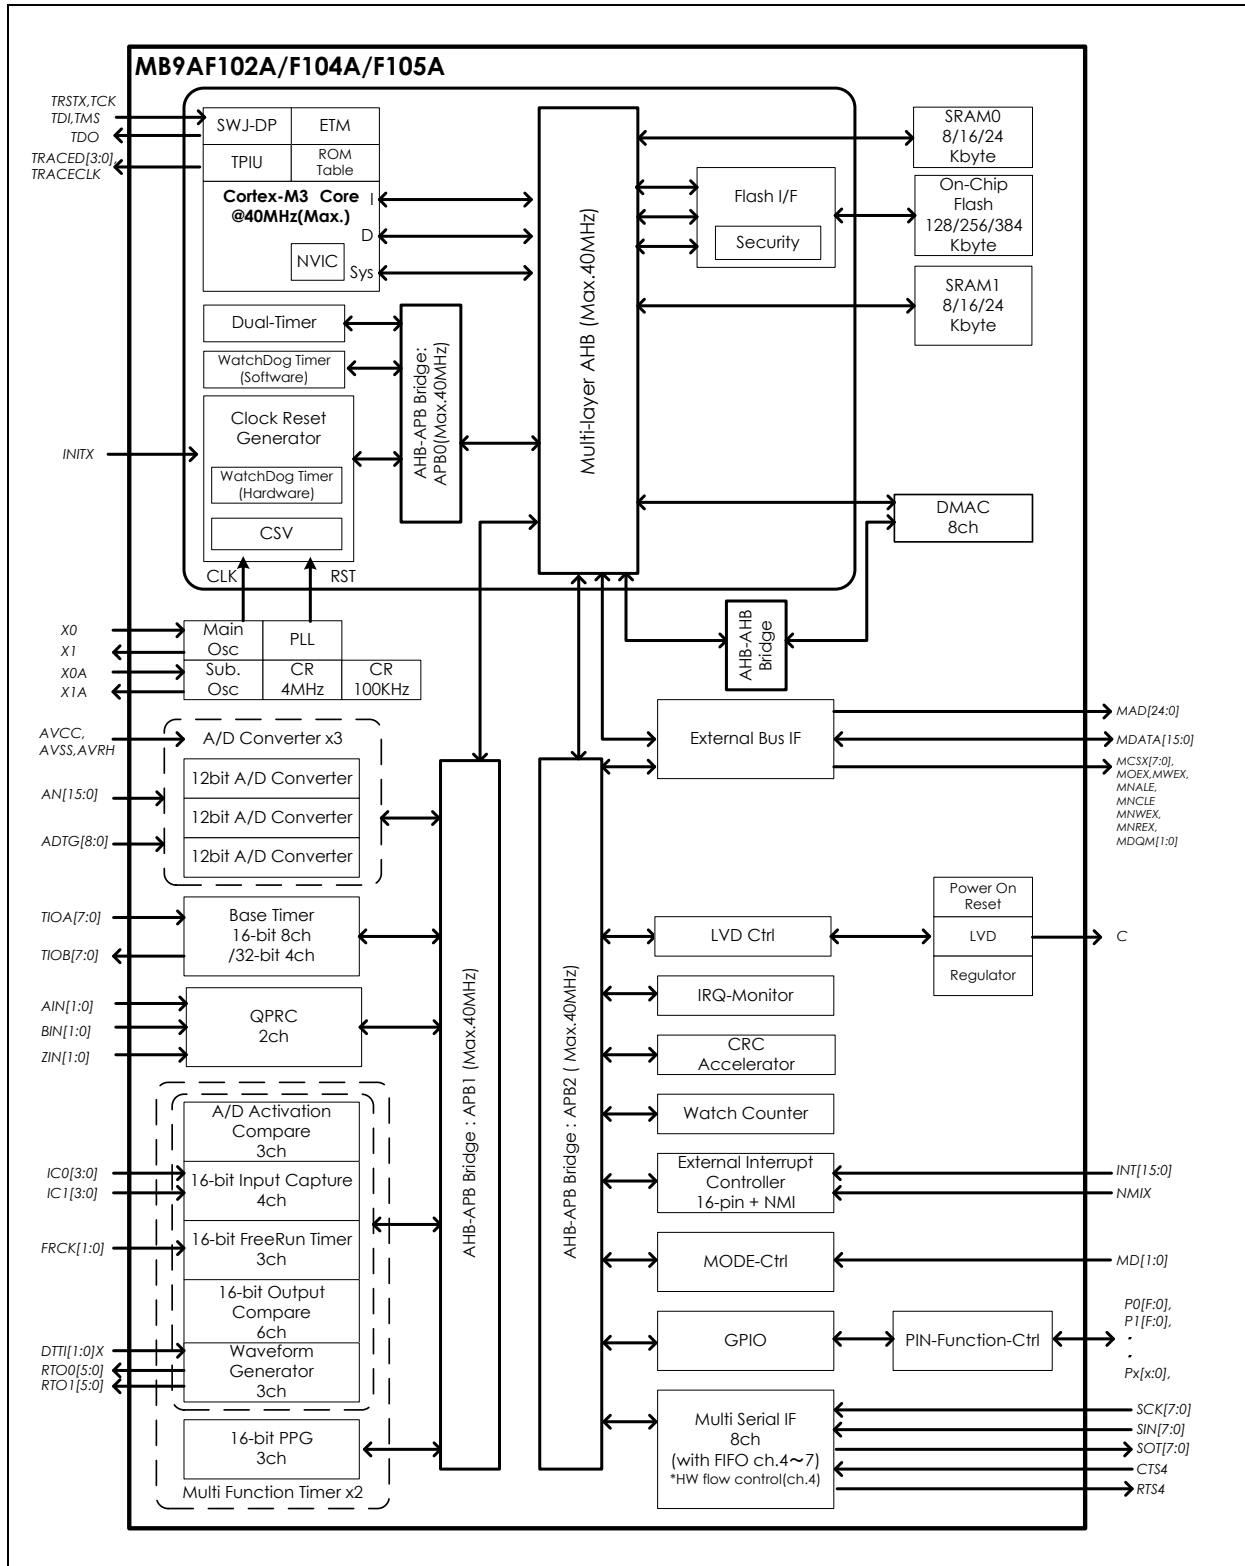 MB9AF102A/F104A/F105A
TRSTX,TCK
TDI,TMS
TDO
TRACED[3:0],
TRACECLK
SWJ-DP
ETM
TPIU
ROM
Table
Cortex-M3 Core
@40MHz(Max.)
I
D
Sys
NVIC
Dual-Timer
WatchDog Timer
(Software)
Clock Reset
Generator
WatchDog Timer
(Hardware)
CSV
INITX
CLK
RST
AHB-APB Bridge:
APB0(Max.40MHz)
Multi-layer AHB (Max.40MHz)
Flash I/F
Security
SRAM0
8/16/24
Kbyte
On-Chip
Flash
128/256/384
Kbyte
SRAM1
8/16/24
Kbyte
DMAC
8ch
AHB-AHB
Bridge
X0
X1
X0A
X1A
Main
Osc
PLL
Sub.
Osc
CR
4MHz
CR
100KHz
AVCC,
AVSS,AVRH
AN[15:0]
ADTG[8:0]
A/D Converter x3
12bit A/D Converter
12bit A/D Converter
12bit A/D Converter
TIOA[7:0]
TIOB[7:0]
Base Timer
16-bit 8ch
/32-bit 4ch
AIN[1:0]
BIN[1:0]
ZIN[1:0]
QPRC
2ch
A/D Activation
Compare
3ch
IC0[3:0]
IC1[3:0]
16-bit Input Capture
4ch
FRCK[1:0]
16-bit FreeRun Timer
3ch
16-bit Output
Compare
6ch
DTTI[1:0]X
RTO0[5:0]
RTO1[5:0]
Waveform
Generator
3ch
16-bit PPG
3ch
Multi Function Timer x2
AHB-APB Bridge : APB1 (Max.40MHz)
AHB-APB Bridge : APB2 ( Max.40MHz)
External Bus IF
MAD[24:0]
MDATA[15:0]
MCSX[7:0],
MOEX,MWEX,
MNALE,
MNCLE
MNWEX,
MNREX,
MDQM[1:0]
LVD Ctrl
Power On
Reset
LVD
Regulator
C
IRQ-Monitor
CRC
Accelerator
Watch Counter
External Interrupt
Controller
16-pin + NMI
INT[15:0]
NMIX
MODE-Ctrl
MD[1:0]
GPIO
PIN-Function-Ctrl
P0[F:0],
P1[F:0],
.
.
Px[x:0],
Multi Serial IF
8ch
(with FIFO ch.4～7)
*HW flow control(ch.4)
SCK[7:0]
SIN[7:0]
SOT[7:0]
CTS4
RTS4